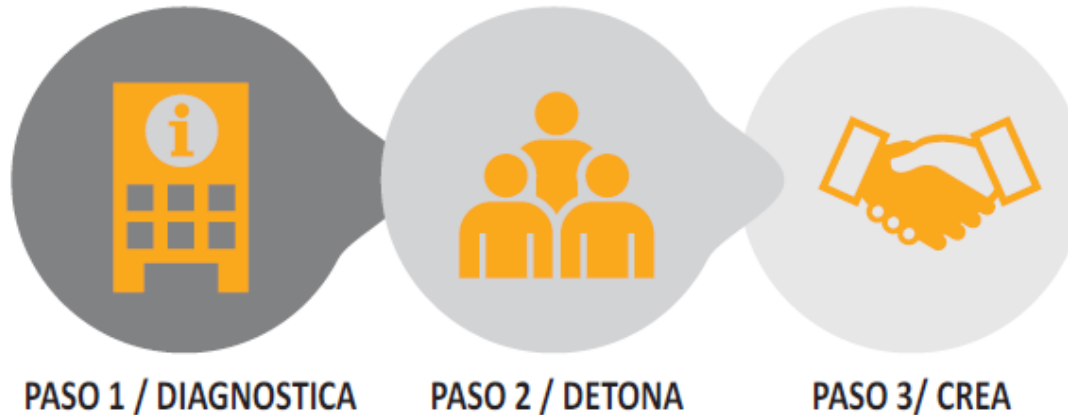 i
PASO 1 / DIAGNOSTICA
PASO 2 / DETONA
PASO 3/ CREA